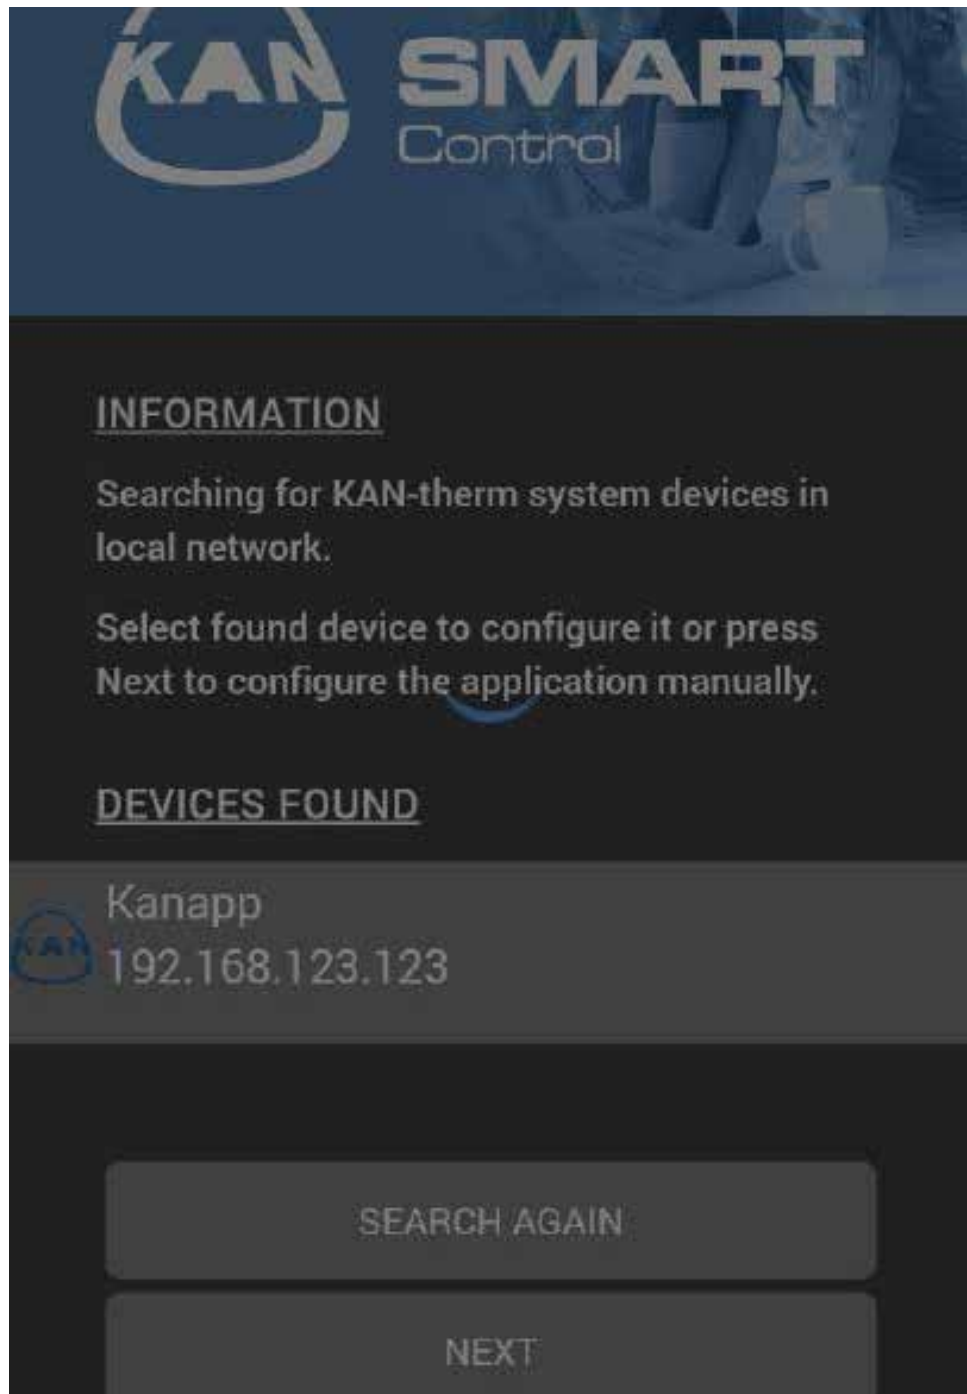 KAN
SMART
Control
INFORMATION
Searching for KAN-therm system devices in
local network.
Select found device to configure it or press
Next to configure the application manually.
DEVICES FOUND
Kanapp
KAN
192.168.123.123
SEARCH AGAIN
NEXT